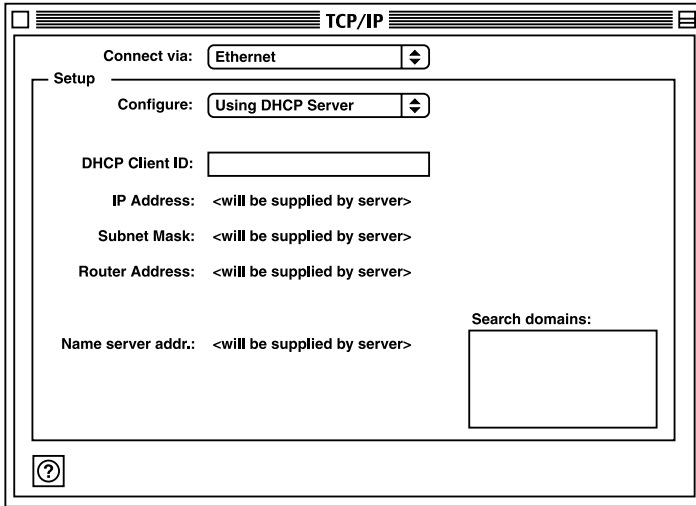 TCP/IP
Connect via: Ethernet
Setup
Configure: Using DHCP Server
DHCP Client ID:
IP Address: <will be supplied by server>
Subnet Mask: <will be supplied by server>
Router Address: <will be supplied by server>
Search domains:
Name server addr.: <will be supplied by server>
?